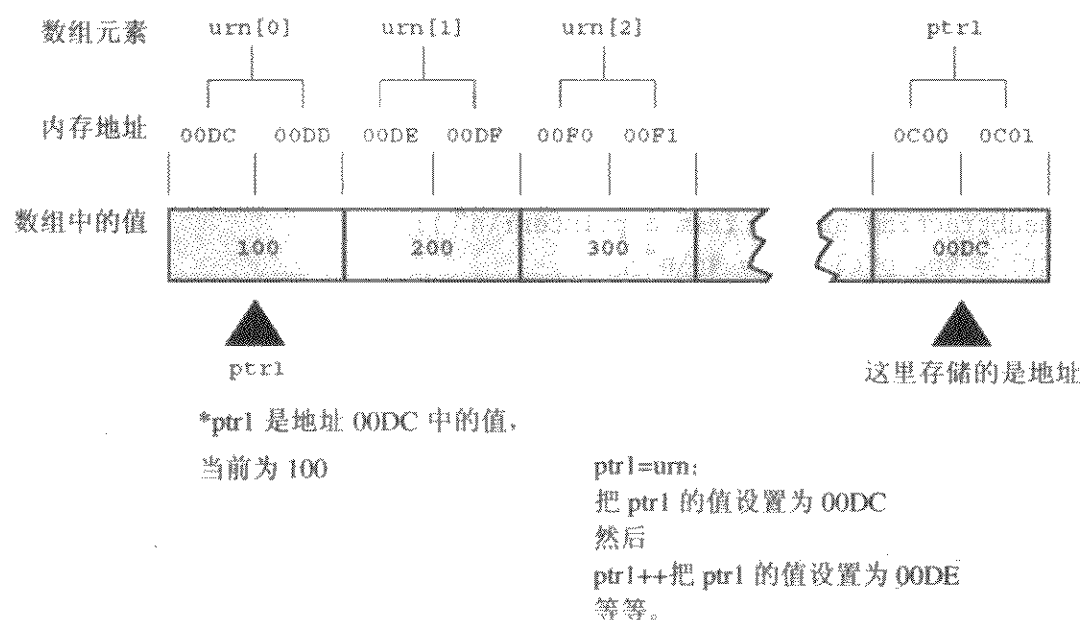 数组元素 urn[0] urn[1] urn[2] ptr1
内存地址 00DC 00DD 00DE 00DF 00F0 00F1 0C00 0C01
数组中的值 100 200 300 00DC
ptr1
这里存储的是地址
*ptr1 是地址 00DC 中的值,
当前为 100
ptr1=urn;
把 ptr1 的值设置为 00DC
然后
ptr1++把 ptr1 的值设置为 00DE
等等。